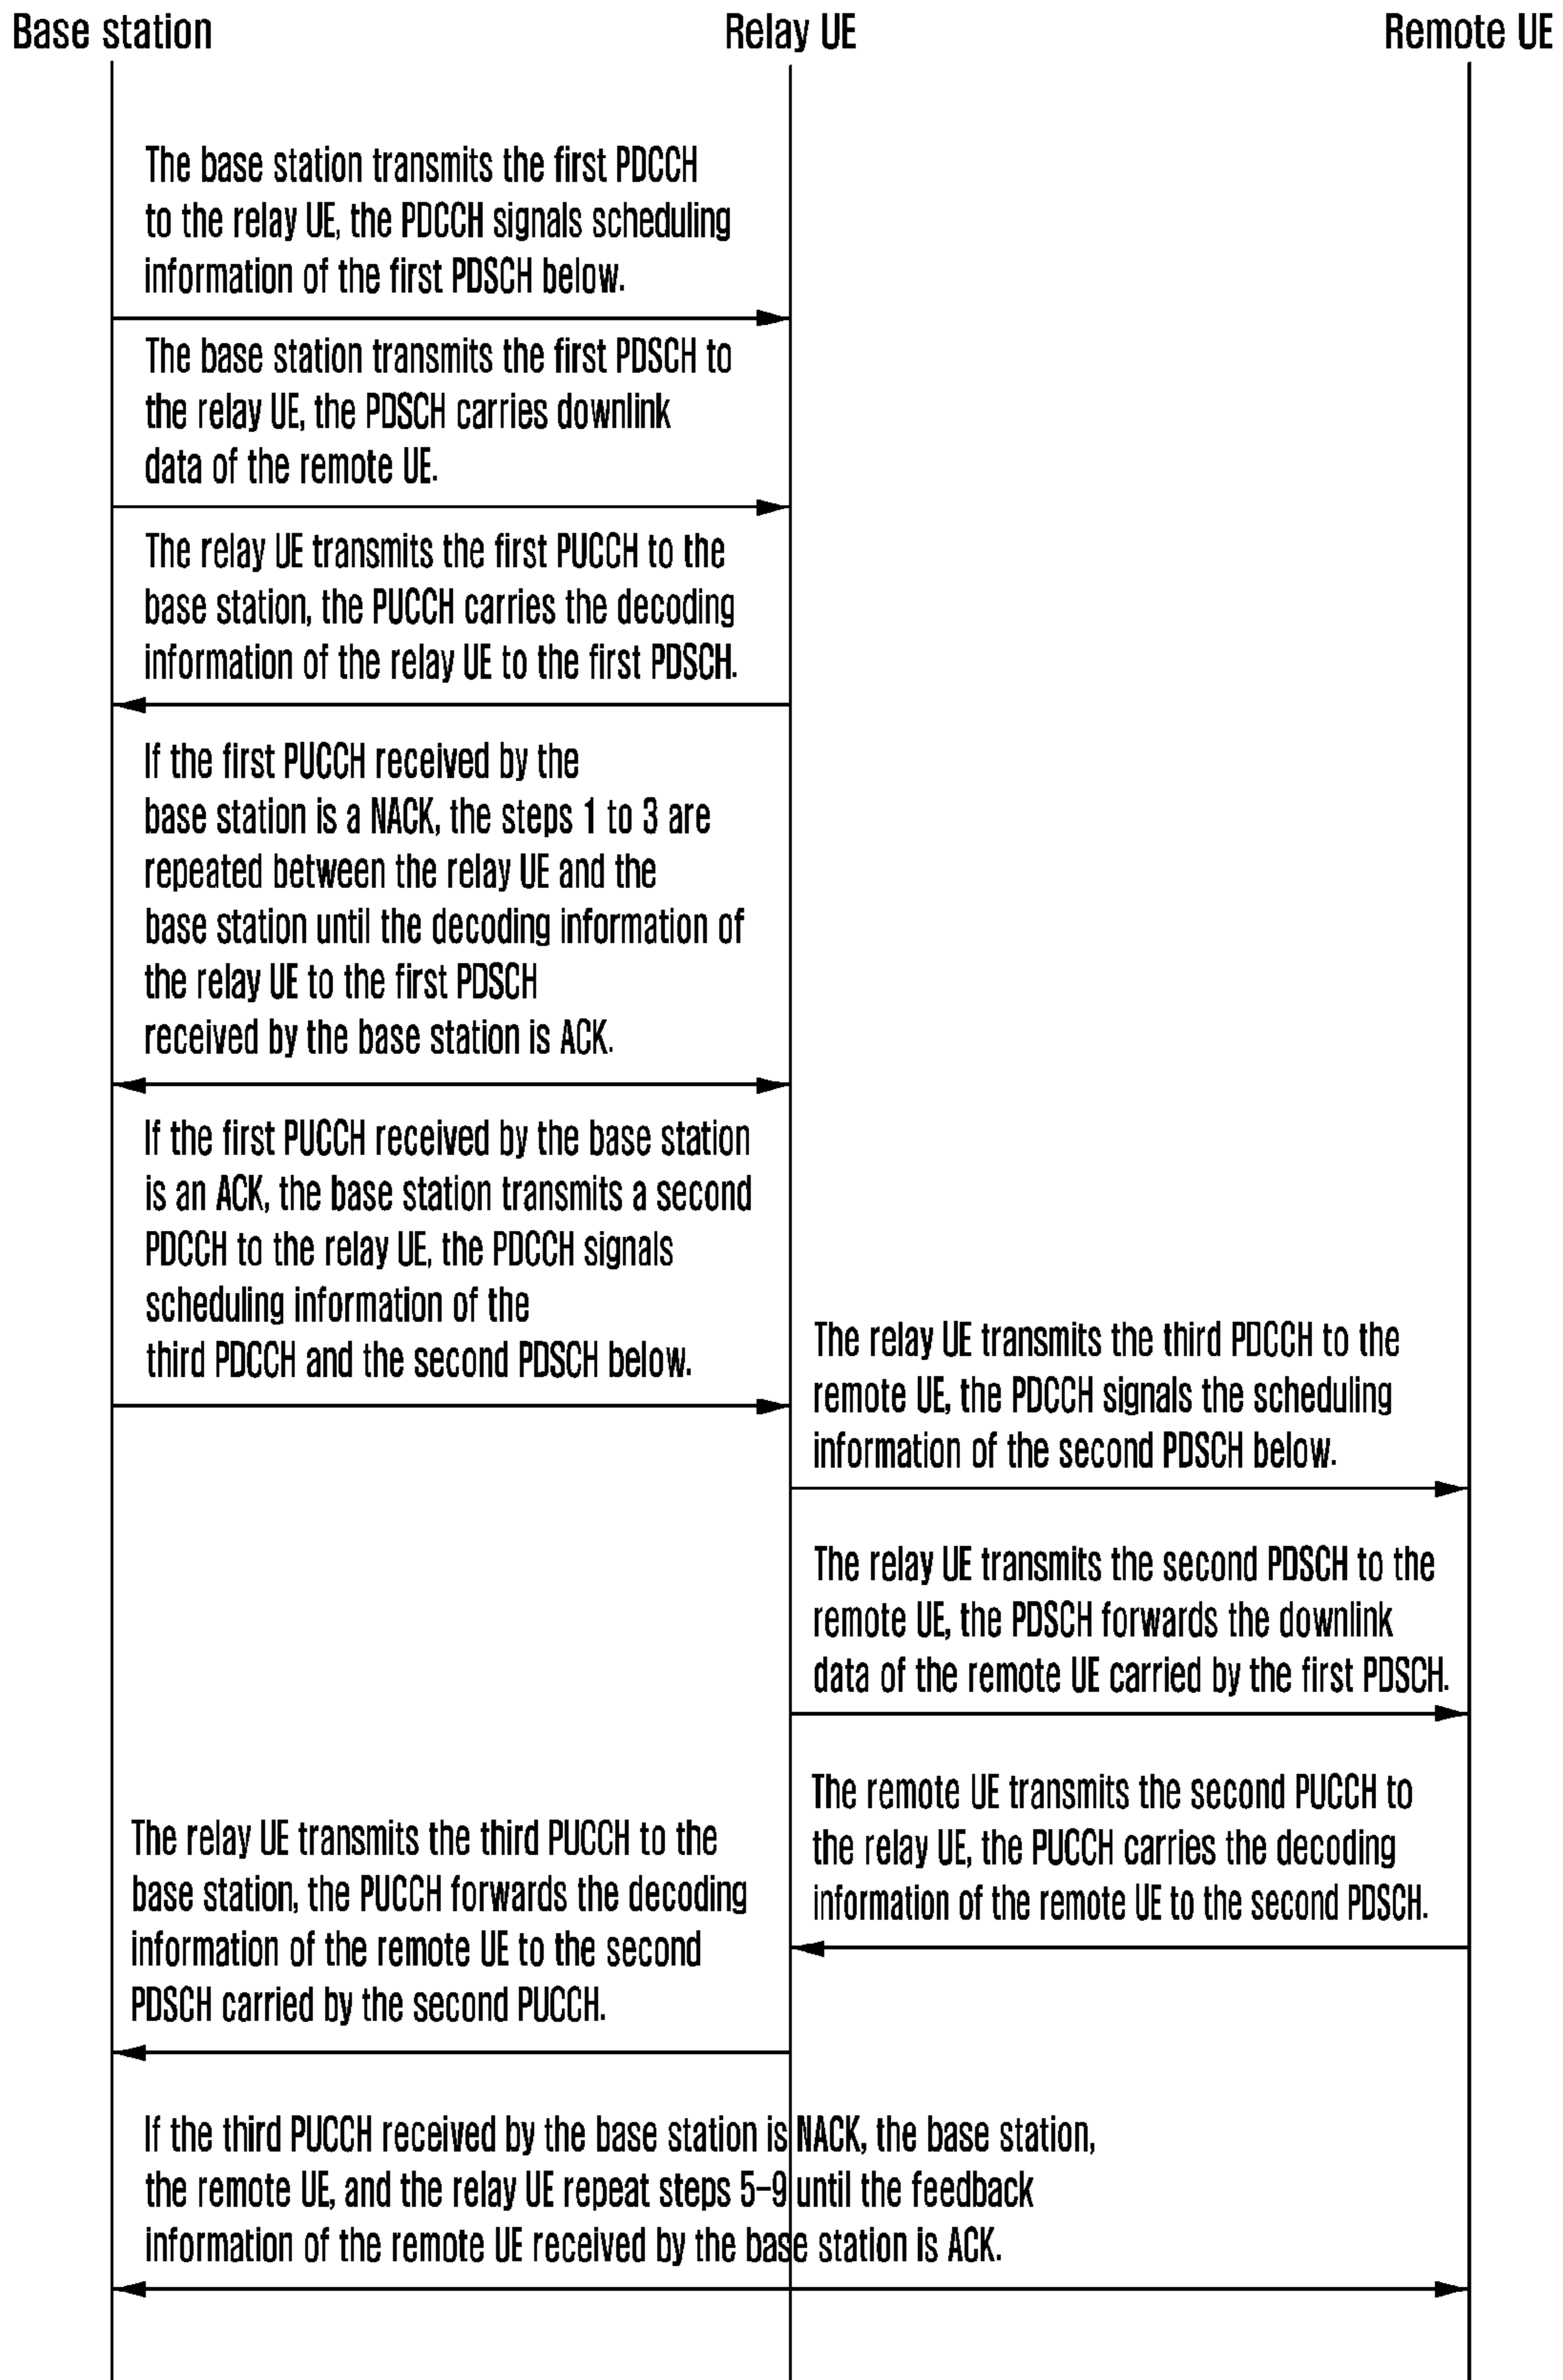 Base station
Relay UE
Remote UE
The base station transmits the first PDCCH
to the relay UE, the PDCCH signals scheduling
information of the first PDSCH below.
The base station transmits the first PDSCH to
the relay UE, the PDSCH carries downlink
data of the remote UE.
The relay UE transmits the first PUCCH to the
base station, the PUCCH carries the decoding
information of the relay UE to the first PDSCH.
If the first PUCCH received by the
base station is a NACK, the steps 1 to 3 are
repeated between the relay UE and the
base station until the decoding information of
the relay UE to the first PDSCH
received by the base station is ACK.
If the first PUCCH received by the base station
is an ACK, the base station transmits a second
PDCCH to the relay UE, the PDCCH signals
scheduling information of the
third PDCCH and the second PDSCH below.
The relay UE transmits the third PDCCH to the
remote UE, the PDCCH signals the scheduling
information of the second PDSCH below.
The relay UE transmits the second PDSCH to the
remote UE, the PDSCH forwards the downlink
data of the remote UE carried by the first PDSCH.
The remote UE transmits the second PUCCH to
the relay UE, the PUCCH carries the decoding
information of the remote UE to the second PDSCH.
The relay UE transmits the third PUCCH to the
base station, the PUCCH forwards the decoding
information of the remote UE to the second
PDSCH carried by the second PUCCH.
If the third PUCCH received by the base station is NACK, the base station,
the remote UE, and the relay UE repeat steps 5–9 until the feedback
information of the remote UE received by the base station is ACK.